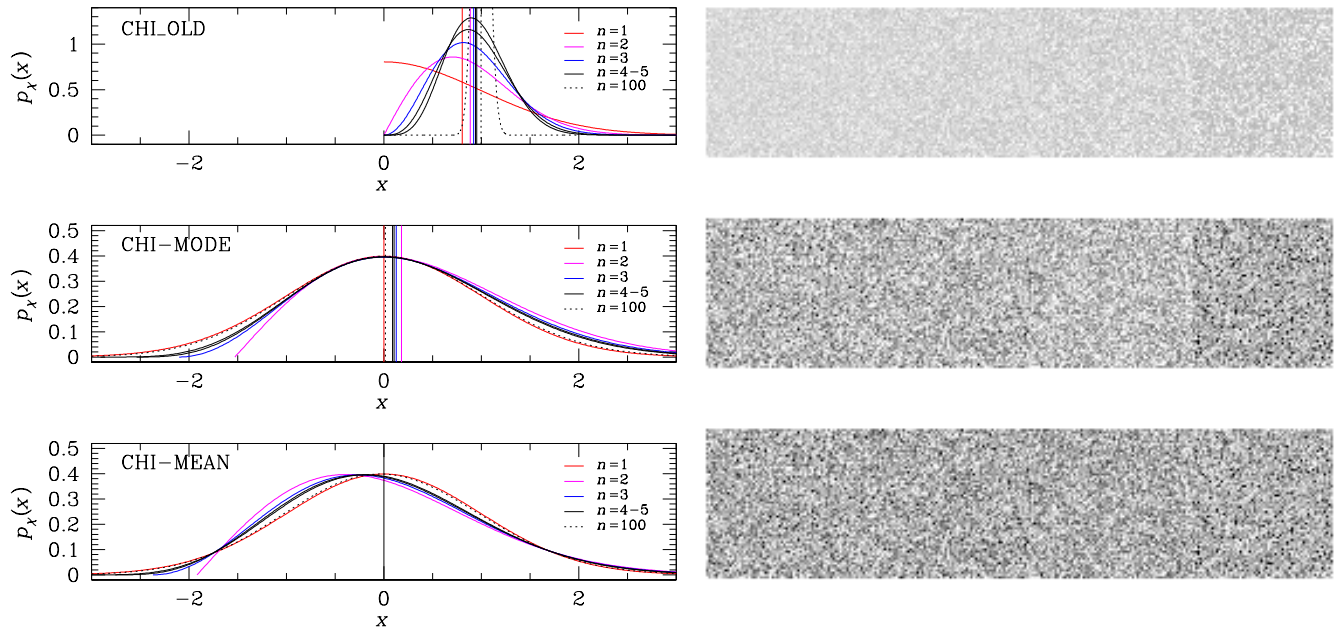 CHI_OLD
n=1
n=2
n=3
n=4-5
n=100
1
0.5
0
pχ(x)
−2
0
2
x
CHI−MODE
n=1
n=2
n=3
n=4-5
n=100
0.5
0.4
0.3
0.2
0.1
0
pχ(x)
−2
0
2
x
CHI−MEAN
n=1
n=2
n=3
n=4-5
n=100
0.5
0.4
0.3
0.2
0.1
0
pχ(x)
−2
0
2
x